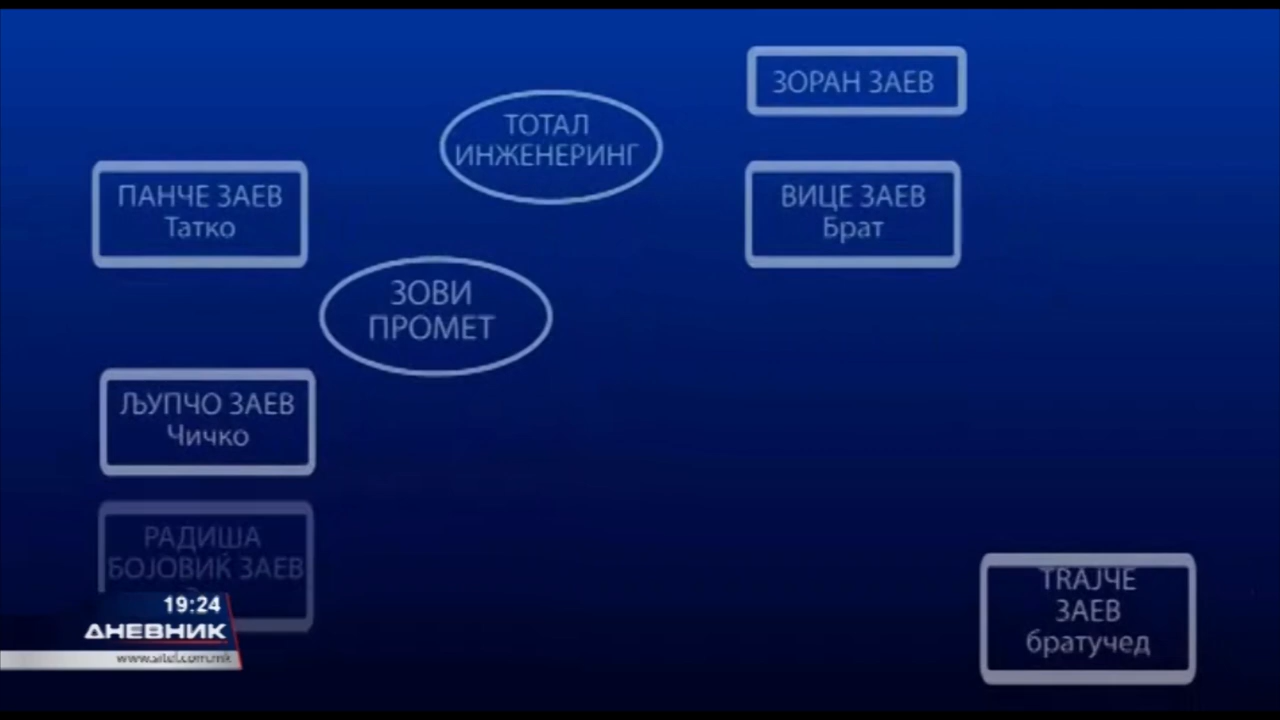 ЗОРАН ЗАЕВ
ТОТАЛ
ИНЖЕНЕРИНГ
ПАНЧЕ ЗАЕВ
Татко
ВИЦЕ ЗАЕВ
Брат
ЗОВИ
ПРОМЕТ
ЉУПЧО ЗАЕВ
Чичко
РАДИША
БОЈОВИЌ ЗАЕВ
ТRАЈЧЕ
ЗАЕВ
братучед
19:24
ДНЕВНИК
www.sitel.com.mk